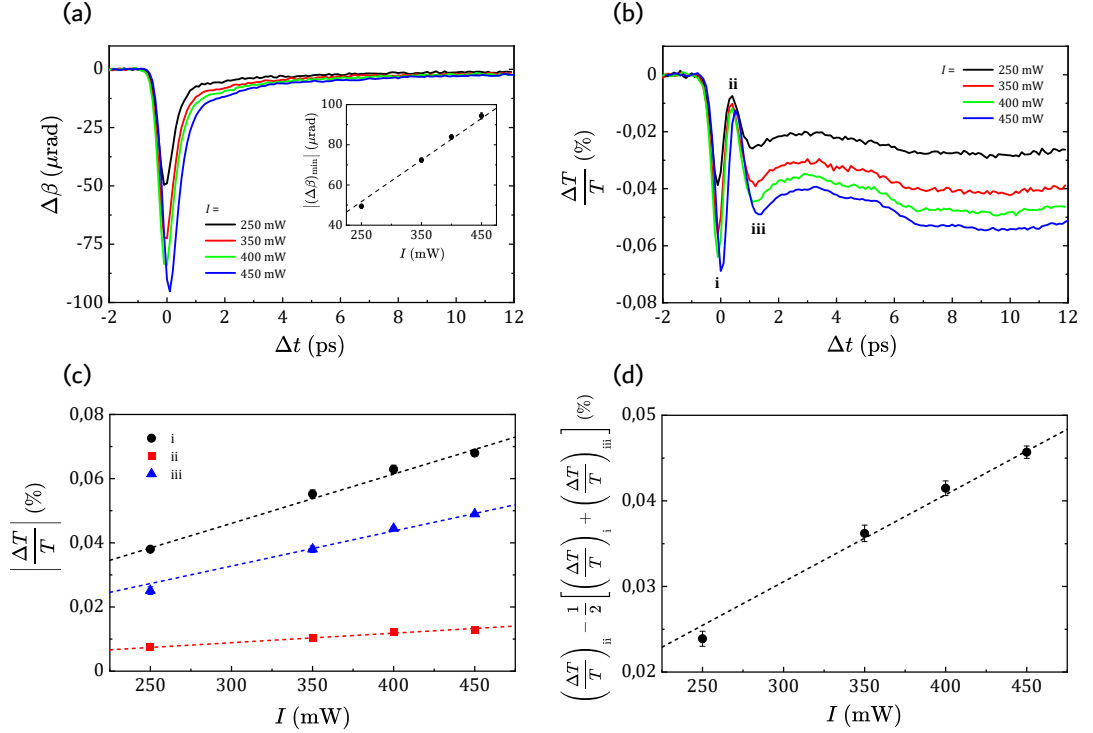 (a)
0
-25
-50
-75
-100
-2 0 2 4 6 8 10 12
Δβ (μrad)
Δt (ps)
I =
250 mW
350 mW
400 mW
450 mW
100
80
60
40
250 350 450
|(Δβ)min| (μrad)
I (mW)
(b)
0
-0,02
-0,04
-0,06
-0,08
-2 0 2 4 6 8 10 12
ΔT/T (%)
Δt (ps)
I = 250 mW
350 mW
400 mW
450 mW
i
ii
iii
(c)
0,08
0,06
0,04
0,02
0
250 300 350 400 450
|ΔT/T| (%)
I (mW)
i
ii
iii
(d)
0,05
0,04
0,03
0,02
250 300 350 400 450
(ΔT/T)ii − 1/2 [(ΔT/T)i + (ΔT/T)iii] (%)
I (mW)